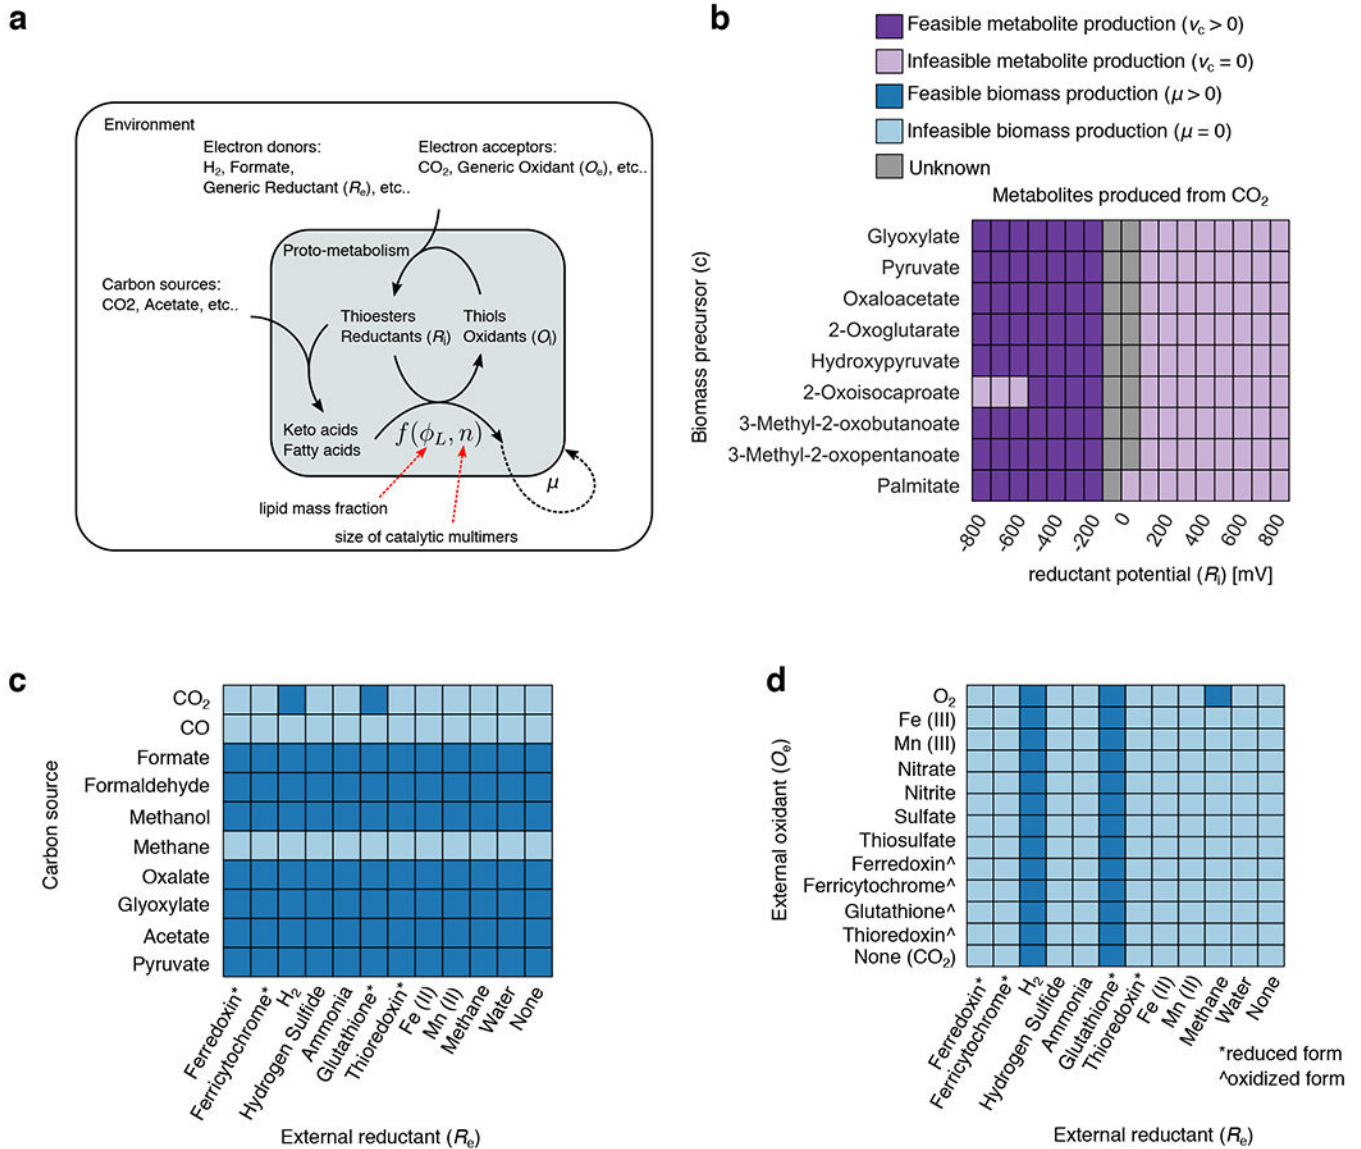 a
Environment
Electron donors:
H₂, Formate,
Generic Reductant (Rₑ), etc..
Electron acceptors:
CO₂, Generic Oxidant (Oₑ), etc..
Proto-metabolism
Carbon sources:
CO2, Acetate, etc..
Thioesters
Reductants (Rᵢ)
Thiols
Oxidants (Oᵢ)
Keto acids
Fatty acids
f(ϕ_L, n)
μ
lipid mass fraction
size of catalytic multimers
b
Feasible metabolite production (v_c > 0)
Infeasible metabolite production (v_c = 0)
Feasible biomass production (μ > 0)
Infeasible biomass production (μ = 0)
Unknown
Metabolites produced from CO₂
Biomass precursor (c)
Glyoxylate
Pyruvate
Oxaloacetate
2-Oxoglutarate
Hydroxypyruvate
2-Oxoisocaproate
3-Methyl-2-oxobutanoate
3-Methyl-2-oxopentanoate
Palmitate
-800
-600
-400
-200
0
200
400
600
800
reductant potential (Rᵢ) [mV]
c
Carbon source
CO₂
CO
Formate
Formaldehyde
Methanol
Methane
Oxalate
Glyoxylate
Acetate
Pyruvate
Ferredoxin*
Ferricytochrome*
H₂
Hydrogen Sulfide
Ammonia
Glutathione*
Thioredoxin*
Fe (II)
Mn (II)
Methane
Water
None
External reductant (Rₑ)
d
External oxidant (Oₑ)
O₂
Fe (III)
Mn (III)
Nitrate
Nitrite
Sulfate
Thiosulfate
Ferredoxin^
Ferricytochrome^
Glutathione^
Thioredoxin^
None (CO₂)
Ferredoxin*
Ferricytochrome*
H₂
Hydrogen Sulfide
Ammonia
Glutathione*
Thioredoxin*
Fe (II)
Mn (II)
Methane
Water
None
*reduced form
^oxidized form
External reductant (Rₑ)